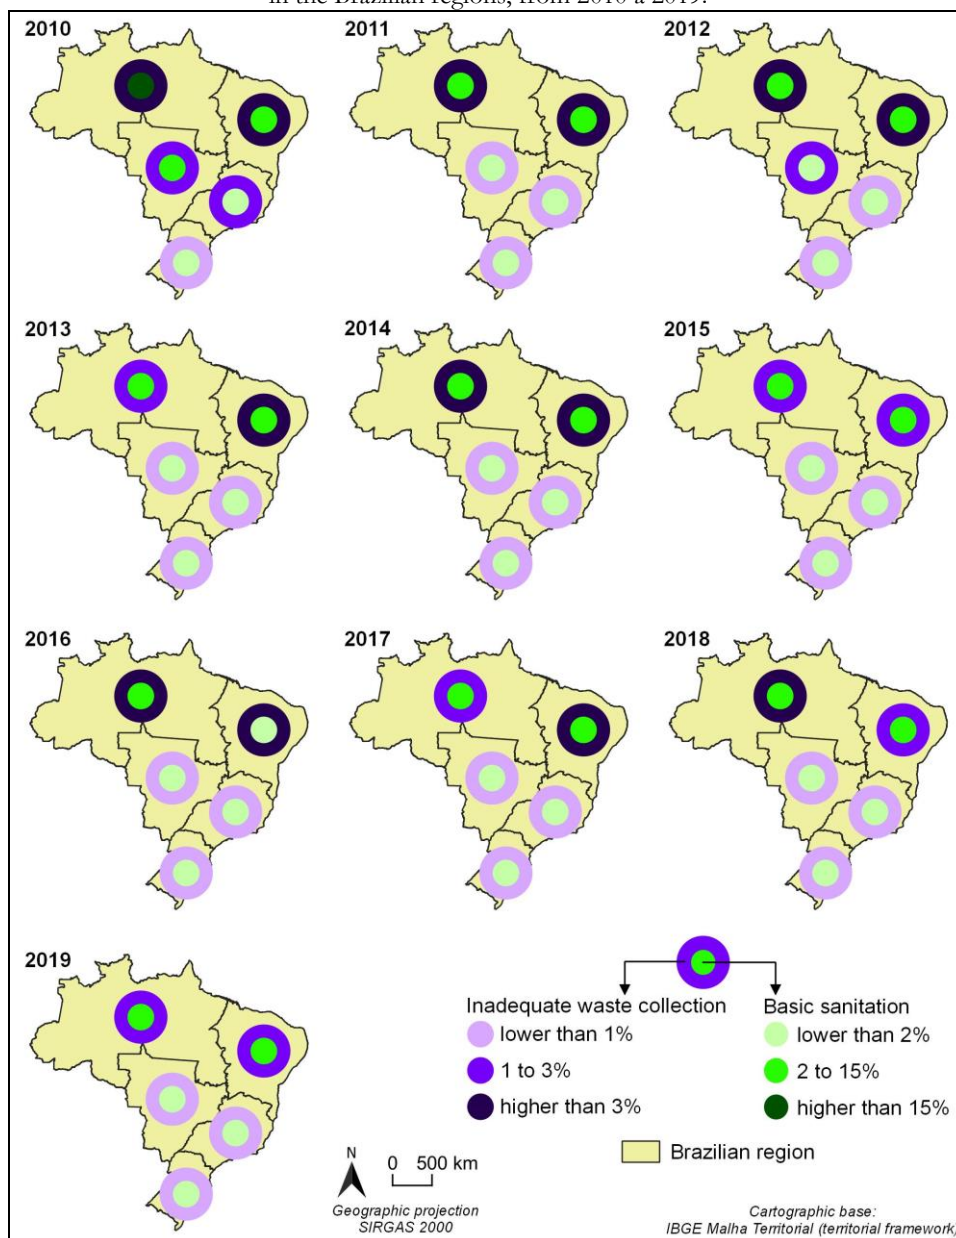 in the Brazilian regions, from 2010 a 2019.
2010
2011
2012
2013
2014
2015
2016
2017
2018
2019
Inadequate waste collection
lower than 1%
1 to 3%
higher than 3%
Basic sanitation
lower than 2%
2 to 15%
higher than 15%
Brazilian region
N
0 500 km
Geographic projection
SIRGAS 2000
Cartographic base:
IBGE Malha Territorial (territorial framework)